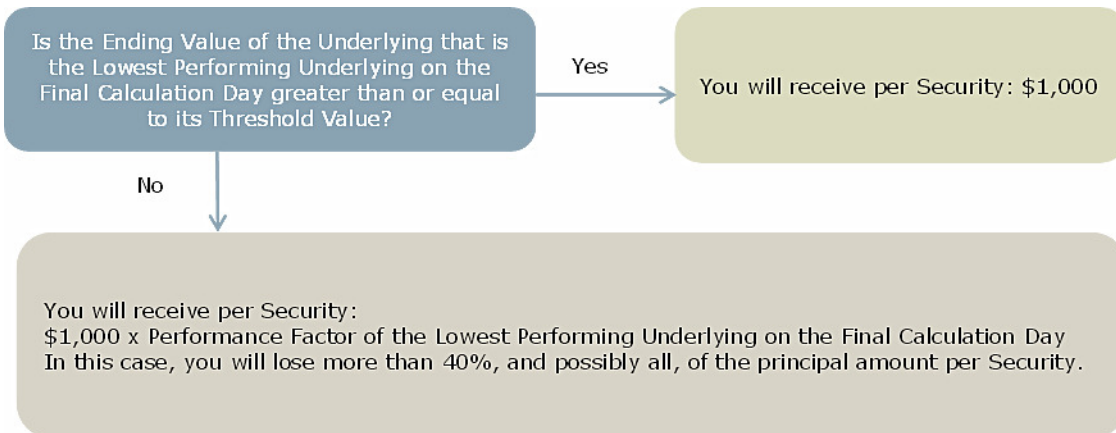 Is the Ending Value of the Underlying that is
the Lowest Performing Underlying on the
Final Calculation Day greater than or equal
to its Threshold Value?
Yes
You will receive per Security: $1,000
No
You will receive per Security:
$1,000 x Performance Factor of the Lowest Performing Underlying on the Final Calculation Day
In this case, you will lose more than 40%, and possibly all, of the principal amount per Security.